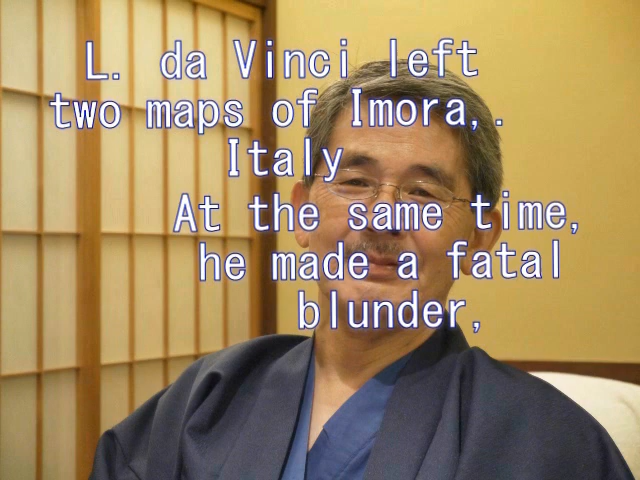 L. da Vinci left
two maps of Imora,.
Italy
At the same time,
he made a fatal
blunder,